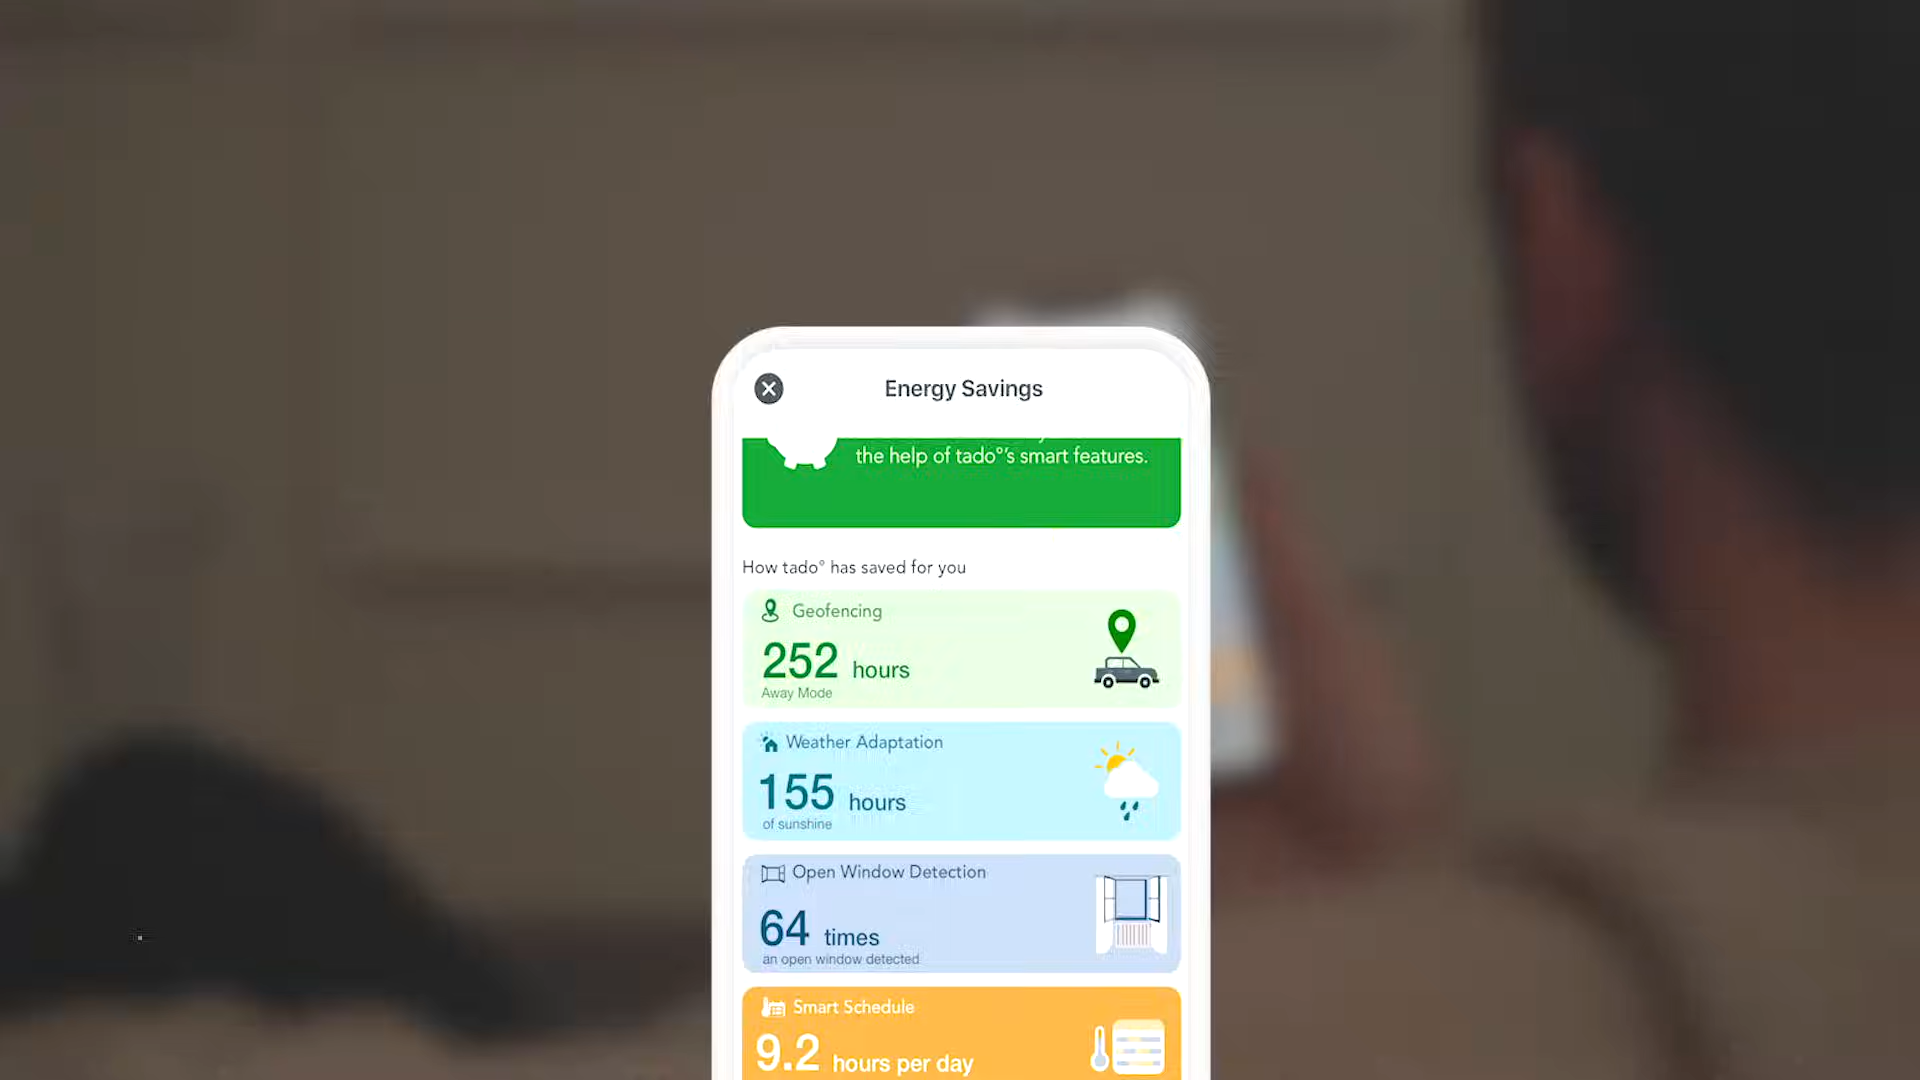 Energy Savings
the help of tado°'s smart features.
How tado° has saved for you
Geofencing
252 hours
Away Mode
Weather Adaptation
155 hours
of sunshine
Open Window Detection
64 times
an open window detected
Smart Schedule
9.2 hours per day